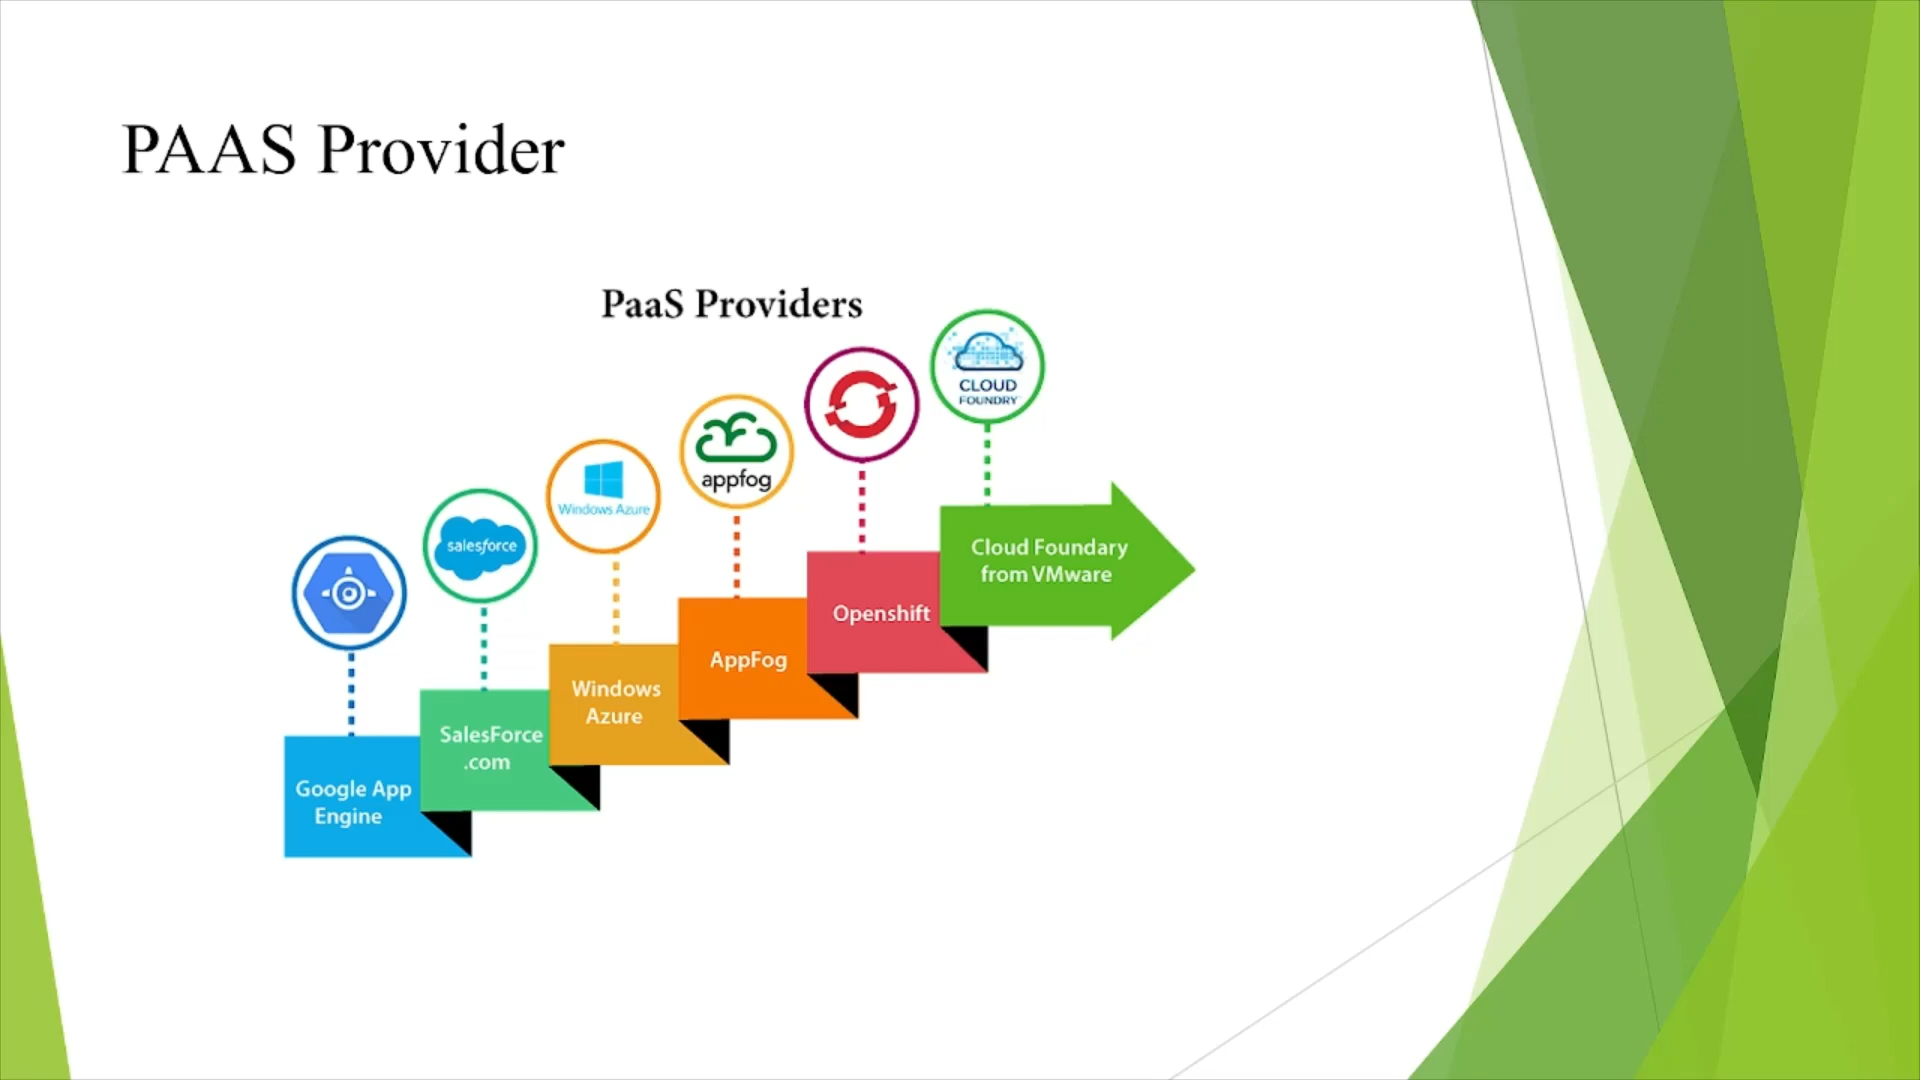 PAAS Provider
PaaS Providers
CLOUD
FOUNDRY
appfog
Windows Azure
salesforce
Cloud Foundary
from VMware
Openshift
AppFog
Windows
Azure
SalesForce
.com
Google App
Engine